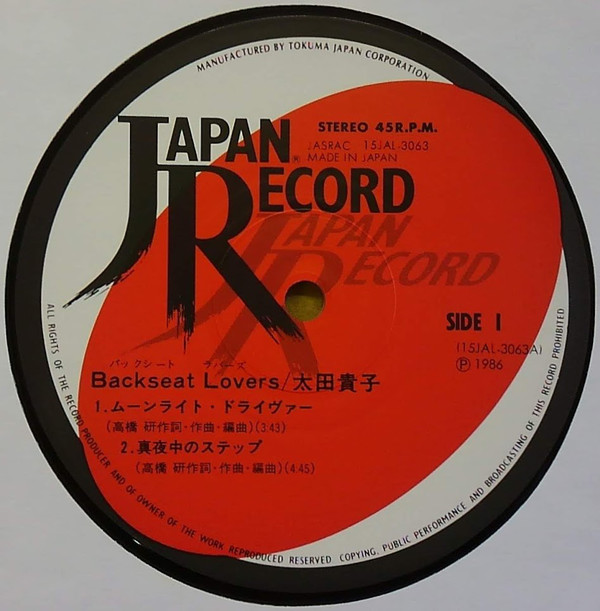 MANUFACTURED BY TOKUMA JAPAN CORPORATION
JAPAN RECORD®
STEREO 45R.P.M.
JASRAC 15JAL-3063
MADE IN JAPAN
JAPAN RECORD
SIDE I
(15JAL-3063A)
Ⓟ 1986
バックシート ラバーズ
Backseat Lovers/太田貴子
1.ムーンライト・ドライヴァー
(高橋 研作詞・作曲・編曲)(3:43)
2.真夜中のステップ
(高橋 研作詞・作曲・編曲)(4:45)
ALL RIGHTS OF THE RECORD PRODUCER AND OF OWNER OF THE WORK REPRODUCED RESERVED COPYING, PUBLIC PERFORMANCE AND BROADCASTING OF THIS RECORD PROHIBITED